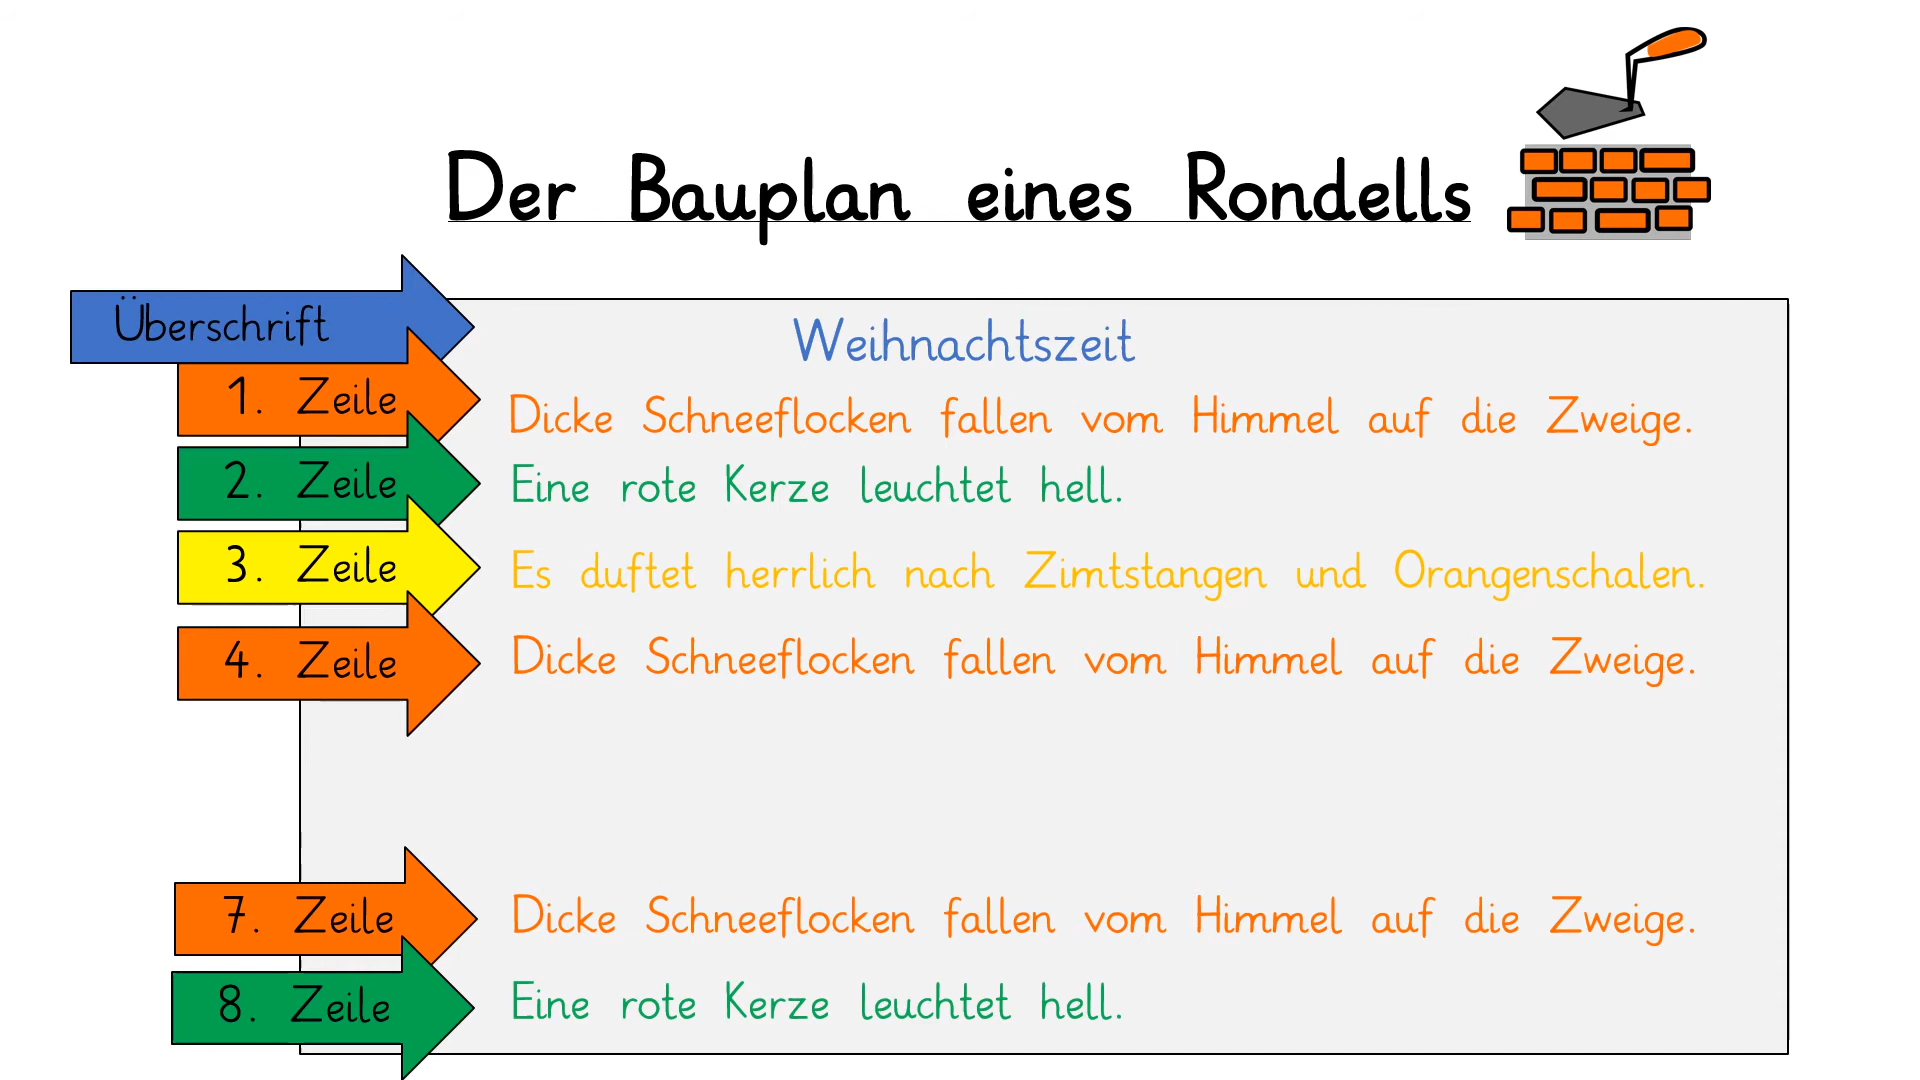 Der Bauplan eines Rondells
Überschrift
Weihnachtszeit
1. Zeile
Dicke Schneeflocken fallen vom Himmel auf die Zweige.
2. Zeile
Eine rote Kerze leuchtet hell.
3. Zeile
Es duftet herrlich nach Zimtstangen und Orangenschalen.
4. Zeile
Dicke Schneeflocken fallen vom Himmel auf die Zweige.
7. Zeile
Dicke Schneeflocken fallen vom Himmel auf die Zweige.
8. Zeile
Eine rote Kerze leuchtet hell.